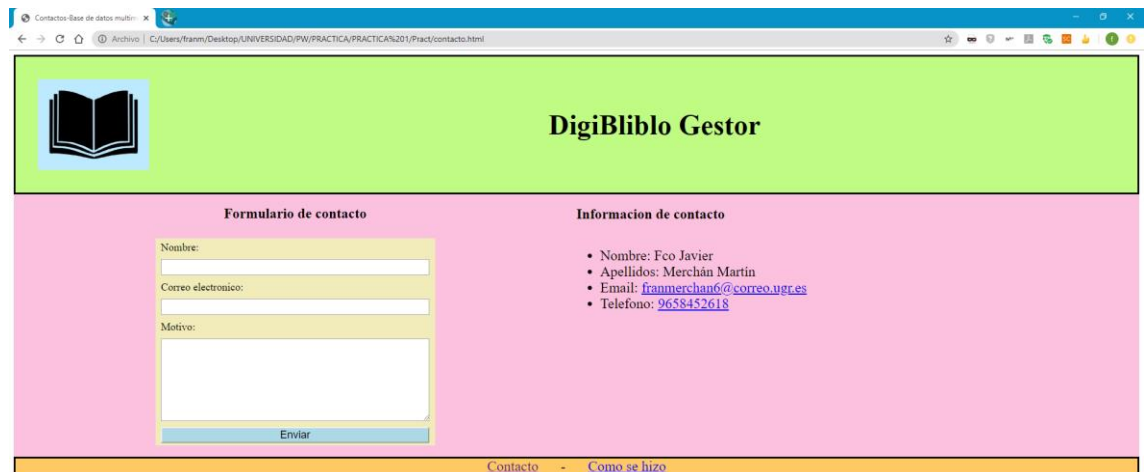 Contactos-Base de datos multim
Archivo | C:/Users/franm/Desktop/UNIVERSIDAD/PW/PRACTICA/PRACTICA%201/Pract/contacto.html
DigiBliblo Gestor
Formulario de contacto
Nombre:
Correo electronico:
Motivo:
Enviar
Informacion de contacto
• Nombre: Fco Javier
• Apellidos: Merchán Martín
• Email: franmerchan6@correo.ugr.es
• Telefono: 9658452618
Contacto - Como se hizo